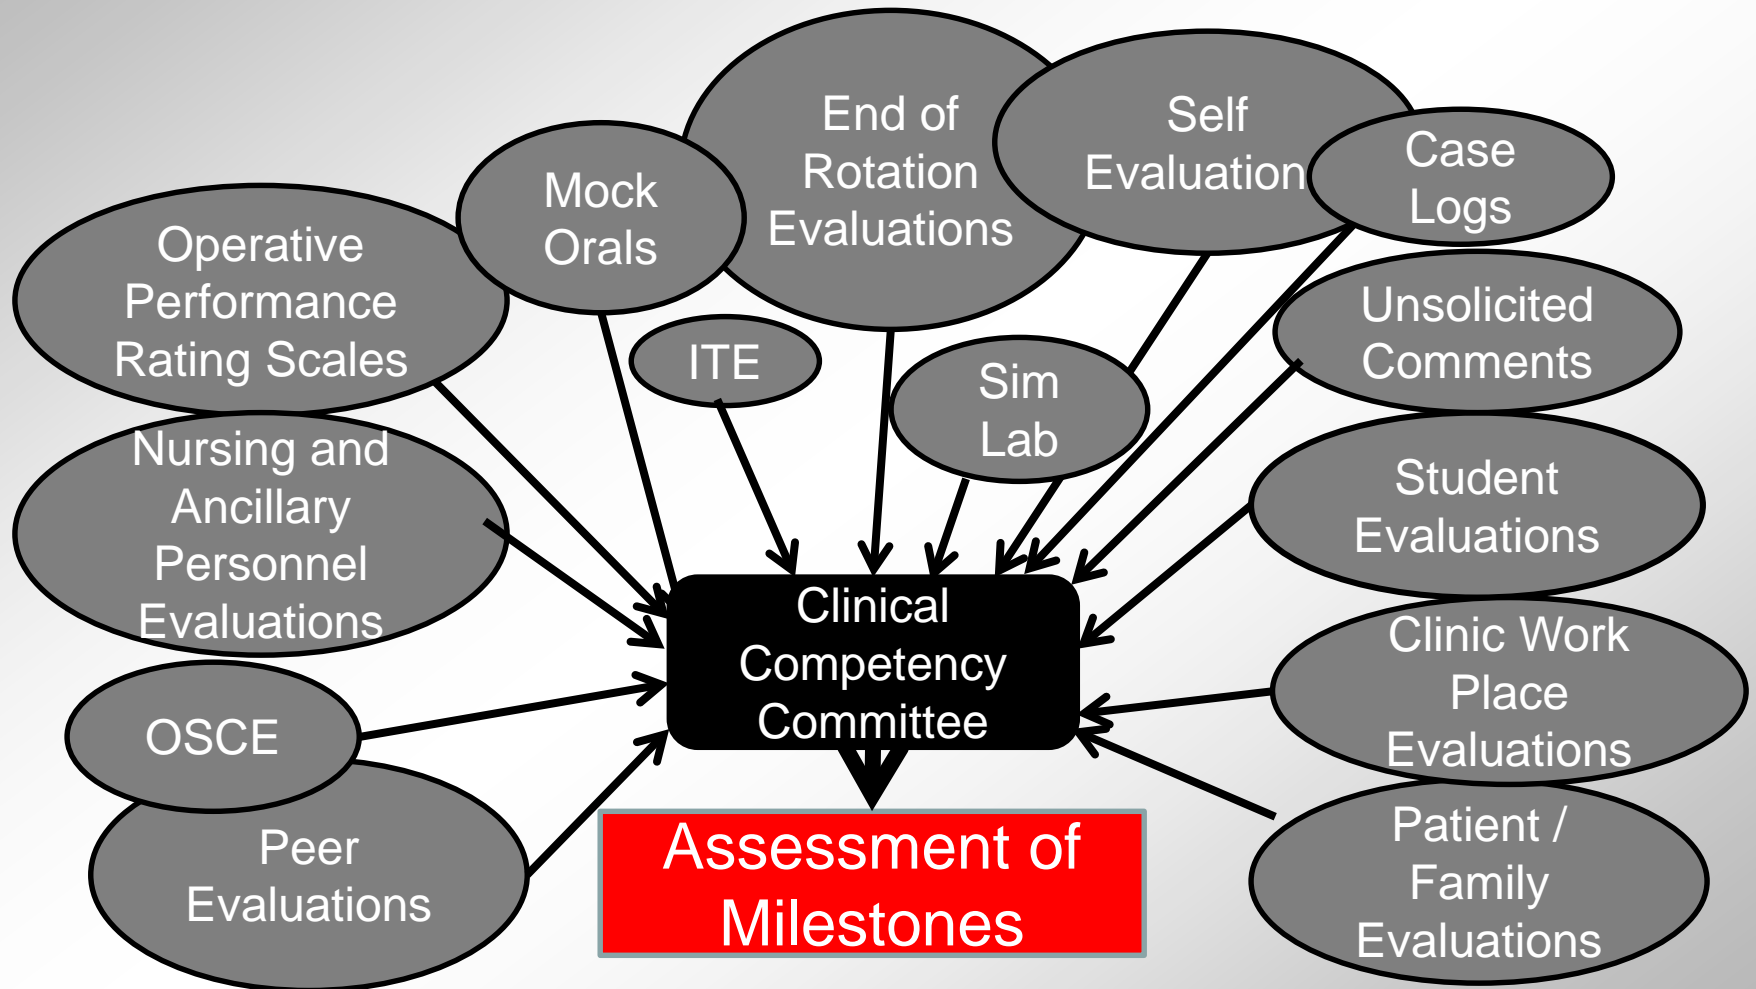 End of
Rotation
Evaluations
Self
Evaluation
Case
Logs
Mock
Orals
Operative
Performance
Rating Scales
ITE
Sim
Lab
Unsolicited
Comments
Nursing and
Ancillary
Personnel
Evaluations
Student
Evaluations
Clinical
Competency
Committee
Clinic Work
Place
Evaluations
OSCE
Peer
Evaluations
Assessment of
Milestones
Patient /
Family
Evaluations